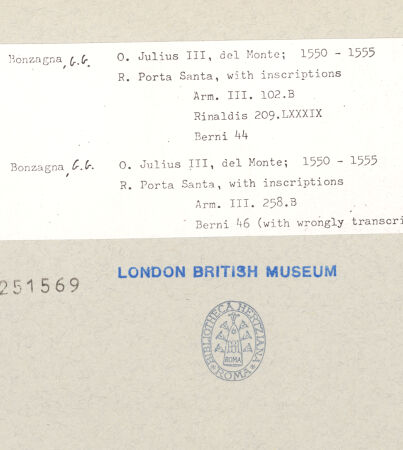 Bonzagna, G.G. O. Julius III, del Monte; 1550 - 1555
R. Porta Santa, with inscriptions
Arm. III. 102.B
Rinaldis 209.LXXXIX
Berni 44
Bonzagna, G.G. O. Julius III, del Monte; 1550 - 1555
R. Porta Santa, with inscriptions
Arm. III. 258.B
Berni 46 (with wrongly transcri
251569
LONDON BRITISH MUSEUM
BIBLIOTHECA HERTZIANA
ROMA
ROMA